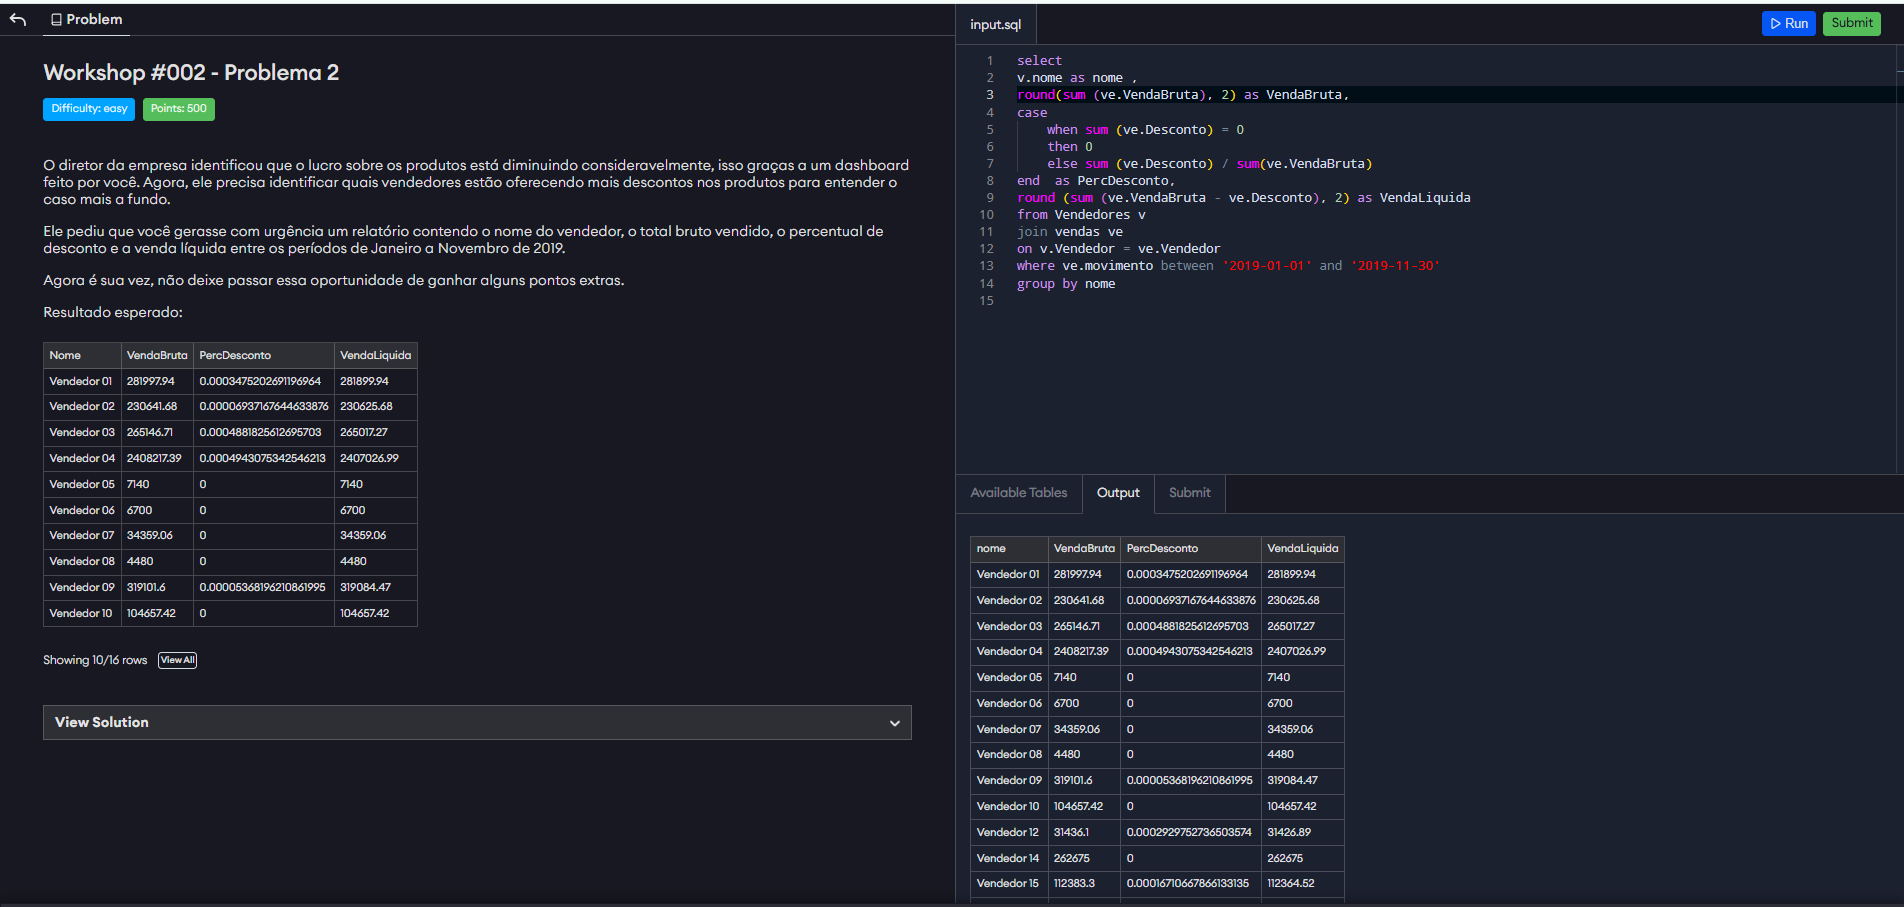 Problem
Workshop #002 - Problema 2
Difficulty: easy
Points: 500
O diretor da empresa identificou que o lucro sobre os produtos está diminuindo consideravelmente, isso graças a um dashboard
feito por você. Agora, ele precisa identificar quais vendedores estão oferecendo mais descontos nos produtos para entender o
caso mais a fundo.
Ele pediu que você gerasse com urgência um relatório contendo o nome do vendedor, o total bruto vendido, o percentual de
desconto e a venda líquida entre os períodos de Janeiro a Novembro de 2019.
Agora é sua vez, não deixe passar essa oportunidade de ganhar alguns pontos extras.
Resultado esperado:
Nome VendaBruta PercDesconto VendaLiquida
Vendedor 01 281997.94 0.0003475202691196964 281899.94
Vendedor 02 230641.68 0.00006937167644633876 230625.68
Vendedor 03 265146.71 0.0004881825612695703 265017.27
Vendedor 04 2408217.39 0.0004943075342546213 2407026.99
Vendedor 05 7140 0 7140
Vendedor 06 6700 0 6700
Vendedor 07 34359.06 0 34359.06
Vendedor 08 4480 0 4480
Vendedor 09 319101.6 0.00005368196210861995 319084.47
Vendedor 10 104657.42 0 104657.42
Showing 10/16 rows View All
View Solution
input.sql
Run
Submit
1 select
2 v.nome as nome ,
3 round(sum (ve.VendaBruta), 2) as VendaBruta,
4 case
5 when sum (ve.Desconto) = 0
6 then 0
7 else sum (ve.Desconto) / sum(ve.VendaBruta)
8 end  as PercDesconto,
9 round (sum (ve.VendaBruta - ve.Desconto), 2) as VendaLiquida
10 from Vendedores v
11 join vendas ve
12 on v.Vendedor = ve.Vendedor
13 where ve.movimento between '2019-01-01' and '2019-11-30'
14 group by nome
15
Available Tables
Output
Submit
nome VendaBruta PercDesconto VendaLiquida
Vendedor 01 281997.94 0.0003475202691196964 281899.94
Vendedor 02 230641.68 0.00006937167644633876 230625.68
Vendedor 03 265146.71 0.0004881825612695703 265017.27
Vendedor 04 2408217.39 0.0004943075342546213 2407026.99
Vendedor 05 7140 0 7140
Vendedor 06 6700 0 6700
Vendedor 07 34359.06 0 34359.06
Vendedor 08 4480 0 4480
Vendedor 09 319101.6 0.00005368196210861995 319084.47
Vendedor 10 104657.42 0 104657.42
Vendedor 12 31436.1 0.0002929752736503574 31426.89
Vendedor 14 262675 0 262675
Vendedor 15 112383.3 0.00016710667866133135 112364.52